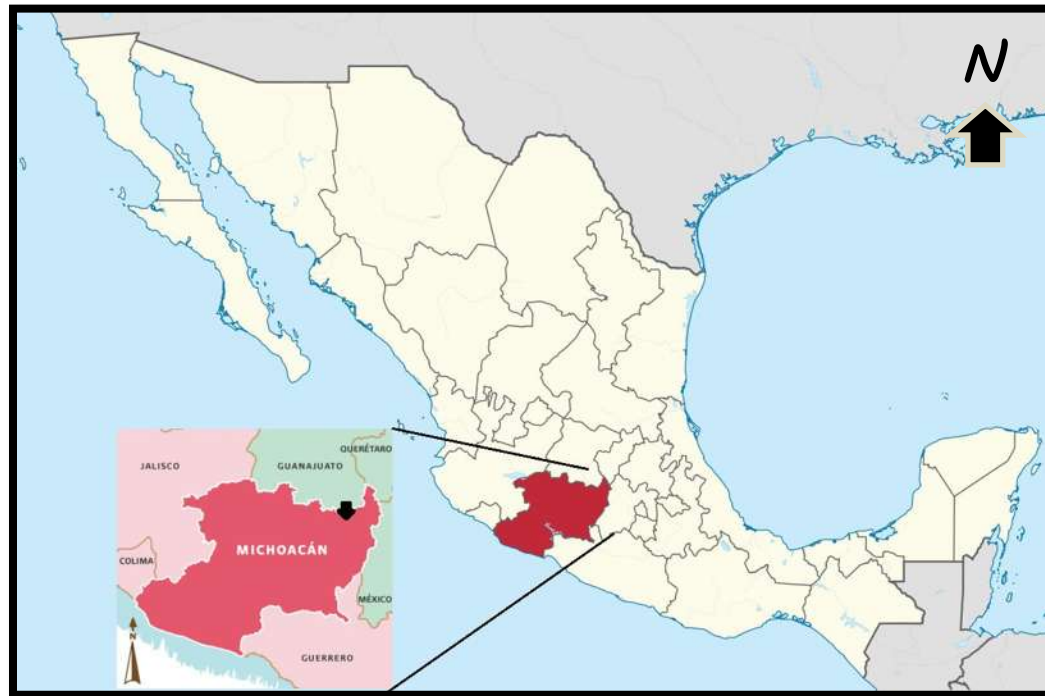 N
QUERÉTARO
JALISCO
GUANAJUATO
MICHOACÁN
COLIMA
MÉXICO
N
GUERRERO